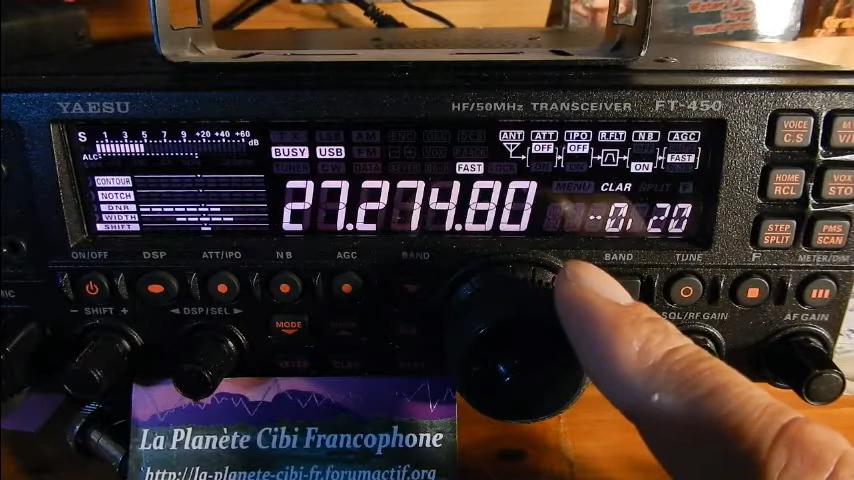 YAESU
HF/50MHz TRANSCEIVER FT-450
S 1 3 5 7 9 +20 +40 +60 dB
ALC
BUSY USB
FAST LOCK
ANT ATT IPO R.FLT NB AGC
OFF OFF
ON FAST
MENU CLAR SPLIT F
CONTOUR
NOTCH
DNR
WIDTH
SHIFT
27.274.80
-0.20
VOICE C.S
HOME RCL
VOX
STEP SPLIT
PMS SCAN
ON/OFF DSP ATT/IPO NB AGC BAND BAND TUNE F METER/DIM
MIC
- SHIFT + ◄DSP/SEL► MODE SQL/RF GAIN AF GAIN
La Planète Cibi Francophone
http://la-planete-cibi-fr.forumactif.org